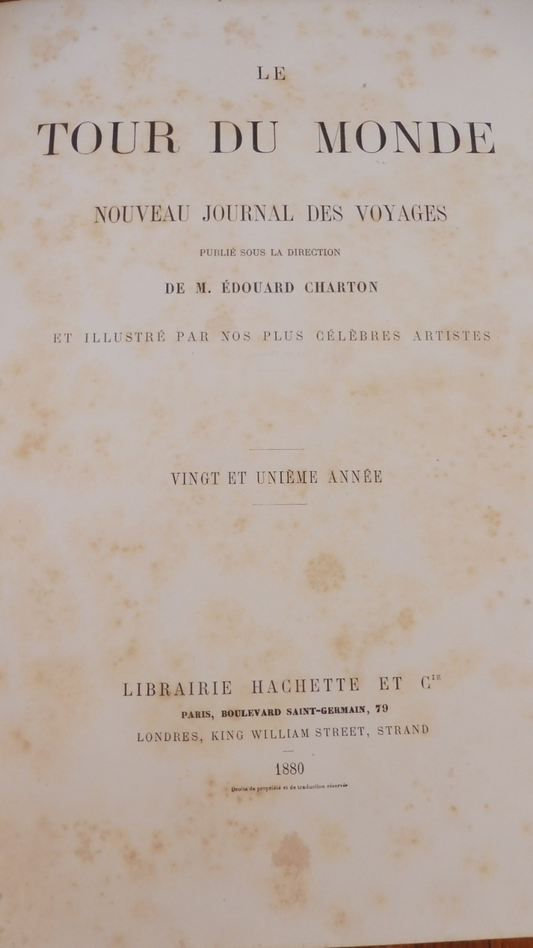 LE
TOUR DU MONDE
NOUVEAU JOURNAL DES VOYAGES
PUBLIÉ SOUS LA DIRECTION
DE M. ÉDOUARD CHARTON
ET ILLUSTRÉ PAR NOS PLUS CÉLÈBRES ARTISTES
VINGT ET UNIÈME ANNÉE
LIBRAIRIE HACHETTE ET CIE
PARIS, BOULEVARD SAINT-GERMAIN, 79
LONDRES, KING WILLIAM STREET, STRAND
1880
Droits de propriété et de traduction réservés